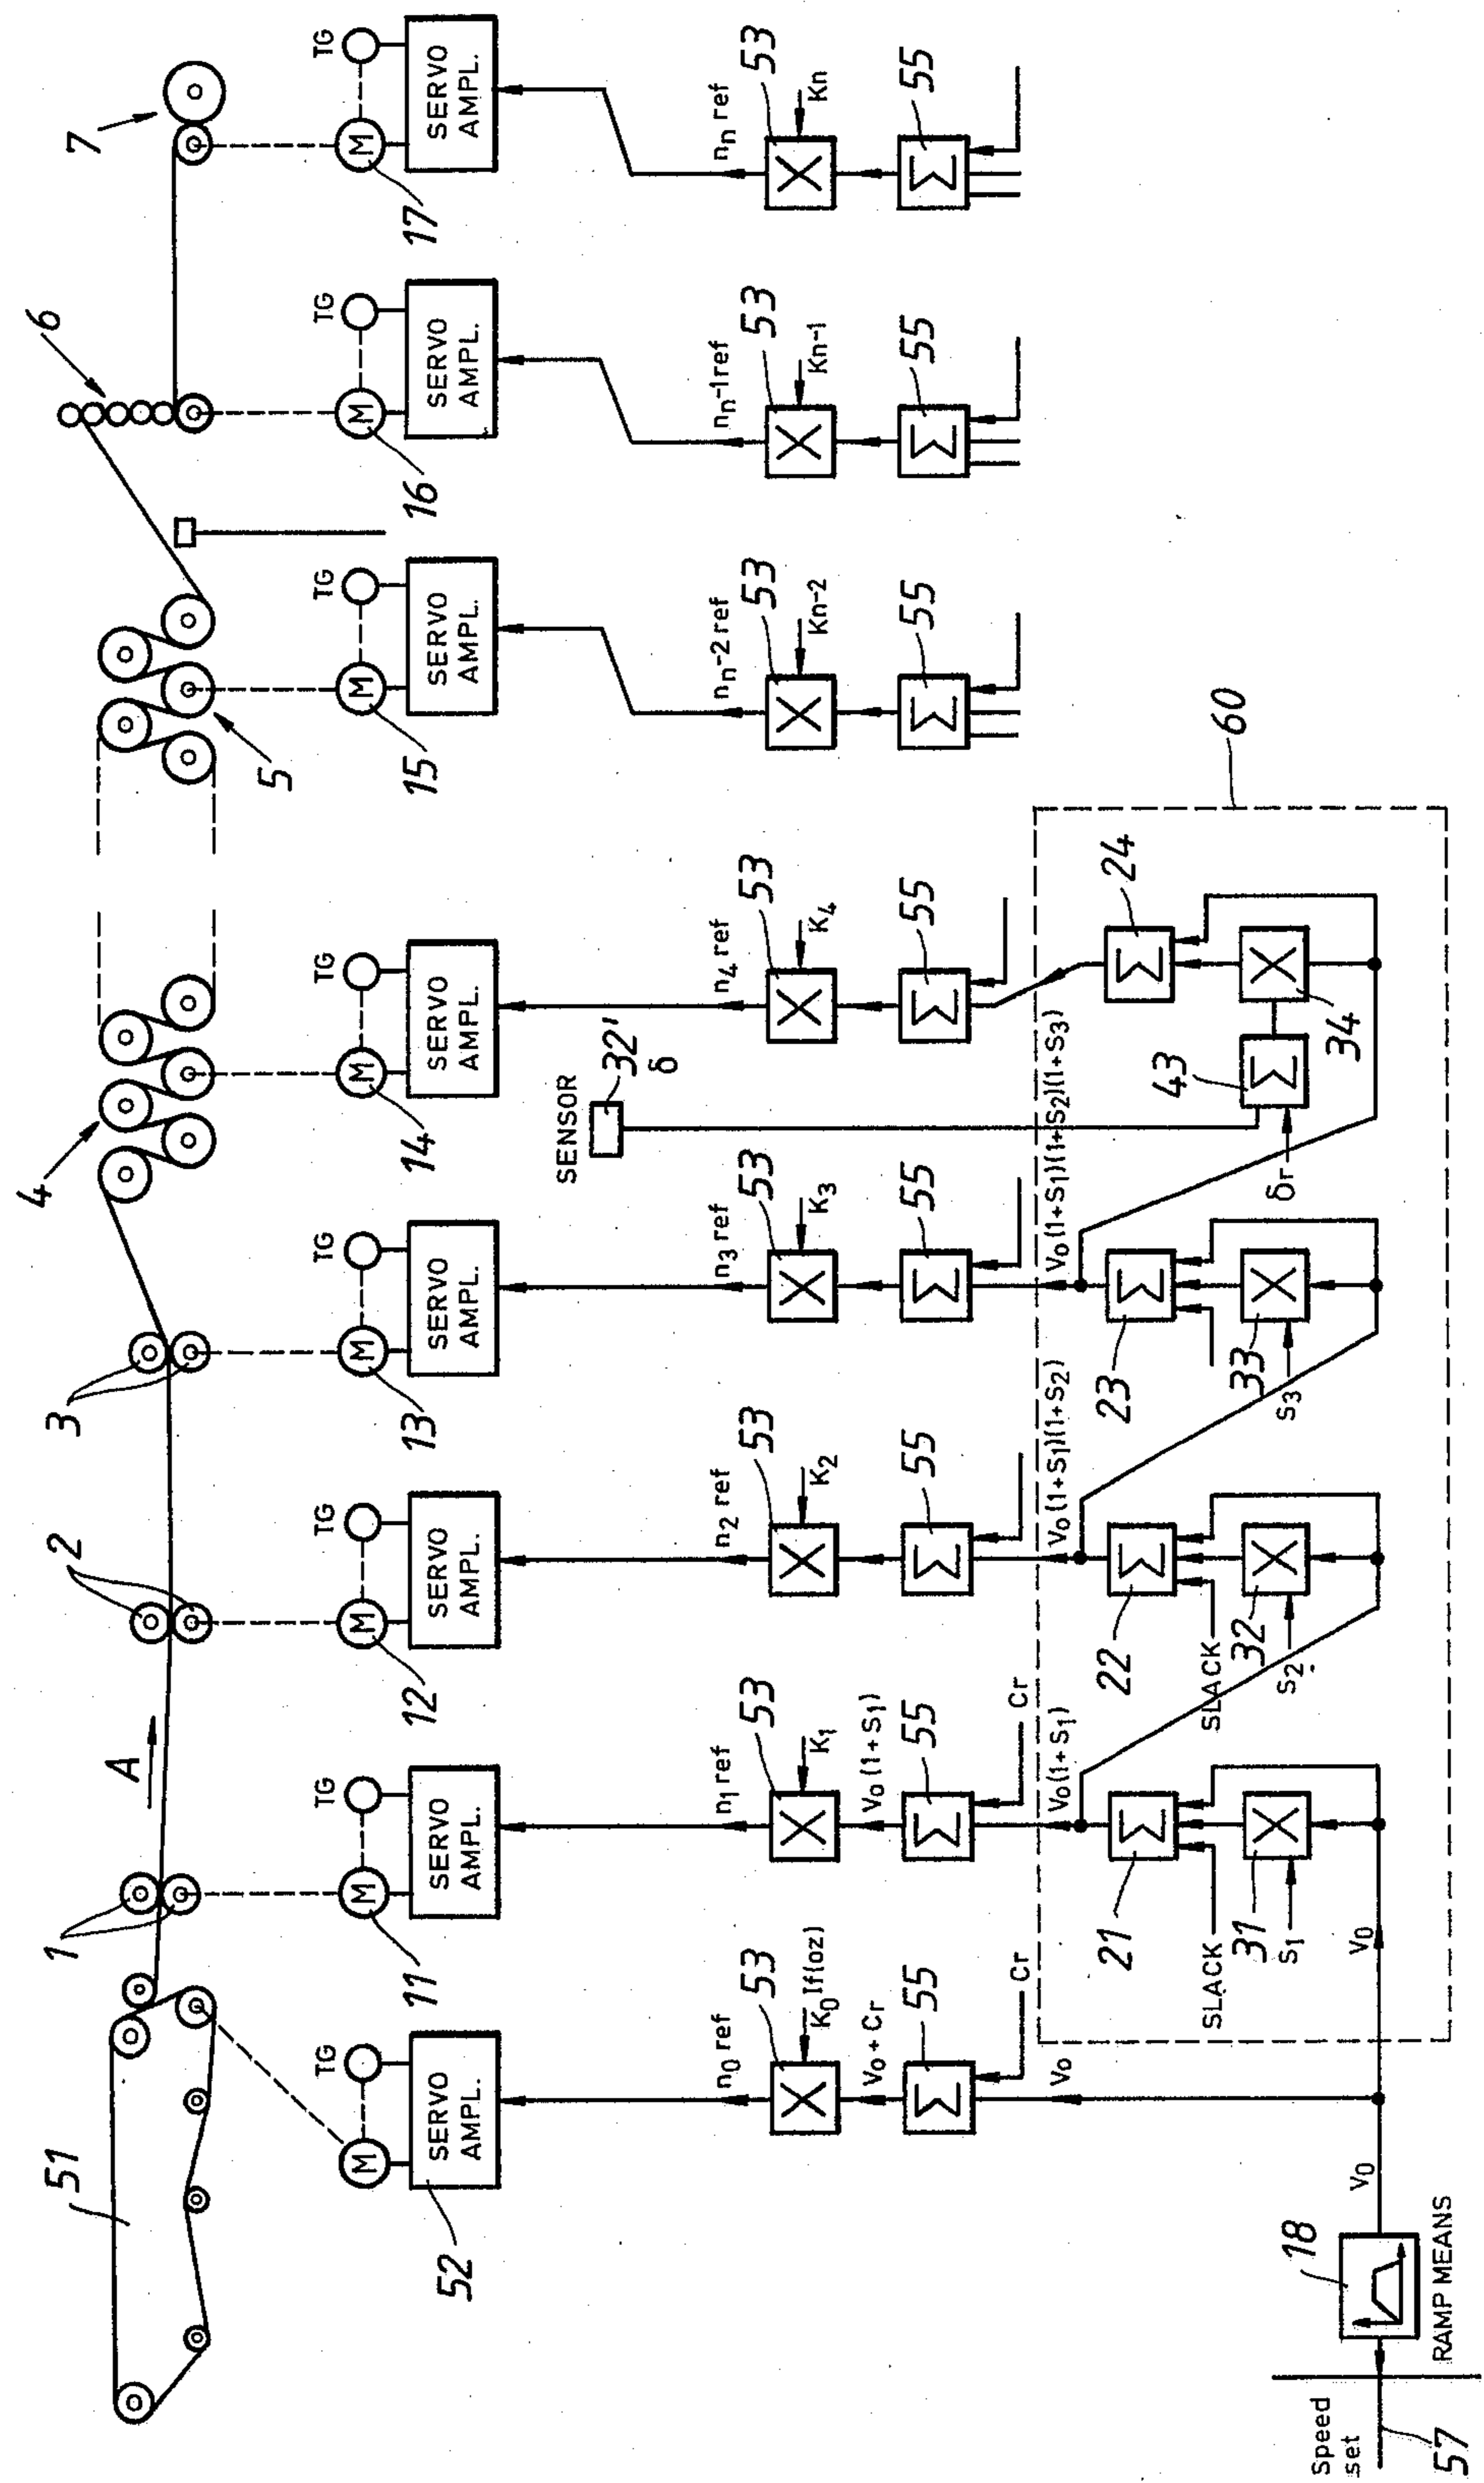 51
1
A
2
3
4
5
6
7
TG
TG
TG
TG
TG
TG
TG
TG
M
M
M
M
M
M
M
M
52
11
12
13
14
15
16
17
SERVO
AMPL.
SERVO
AMPL.
SERVO
AMPL.
SERVO
AMPL.
SERVO
AMPL.
SERVO
AMPL.
SERVO
AMPL.
SERVO
AMPL.
SENSOR
32'
δ
n₀ ref
n₁ ref
n₂ ref
n₃ ref
n₄ ref
nₙ-2 ref
nₙ-1 ref
nₙ ref
53
53
53
53
53
53
53
53
K₀ If(oz)
K₁
K₂
K₃
K₄
Kn-2
Kn-1
Kn
V₀ + Cr
V₀ (1+S₁)
55
55
55
55
55
55
55
55
Σ
Σ
Σ
Σ
Σ
Σ
Σ
Σ
Cr
Cr
V₀
V₀ (1+S₁)
V₀ (1+S₁)(1+S₂)
V₀ (1+S₁)(1+S₂)(1+S₃)
60
21
Σ
22
Σ
23
Σ
24
Σ
SLACK
SLACK
31
S₁
32
S₂
33
S₃
43
Σ
δr
34
V₀
V₀
18
RAMP MEANS
Speed
set
57